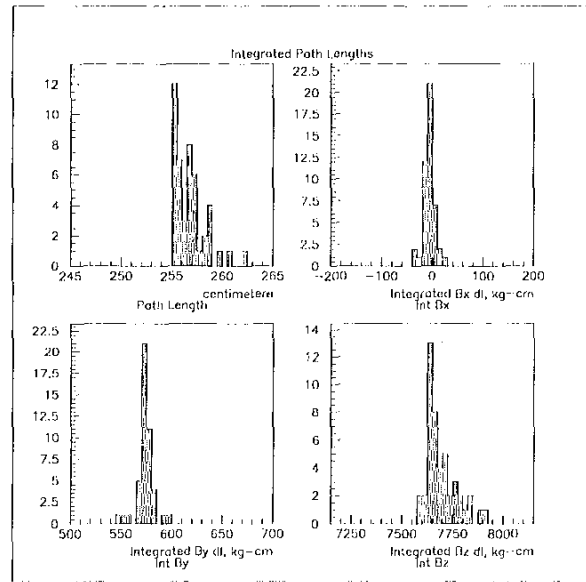 Integrated Path Lengths
12
10
8
6
4
2
0
245 250 255 260 265
centimeters
Path Length
22.5
20
17.5
15
12.5
10
7.5
5
2.5
0
-200 -100 0 100 200
Integrated Bx dl, kg-cm
Int Bx
22.5
20
17.5
15
12.5
10
7.5
5
2.5
0
500 550 600 650 700
Integrated By dl, kg-cm
Int By
14
12
10
8
6
4
2
0
7250 7500 7750 8000
Integrated Bz dl, kg-cm
Int Bz